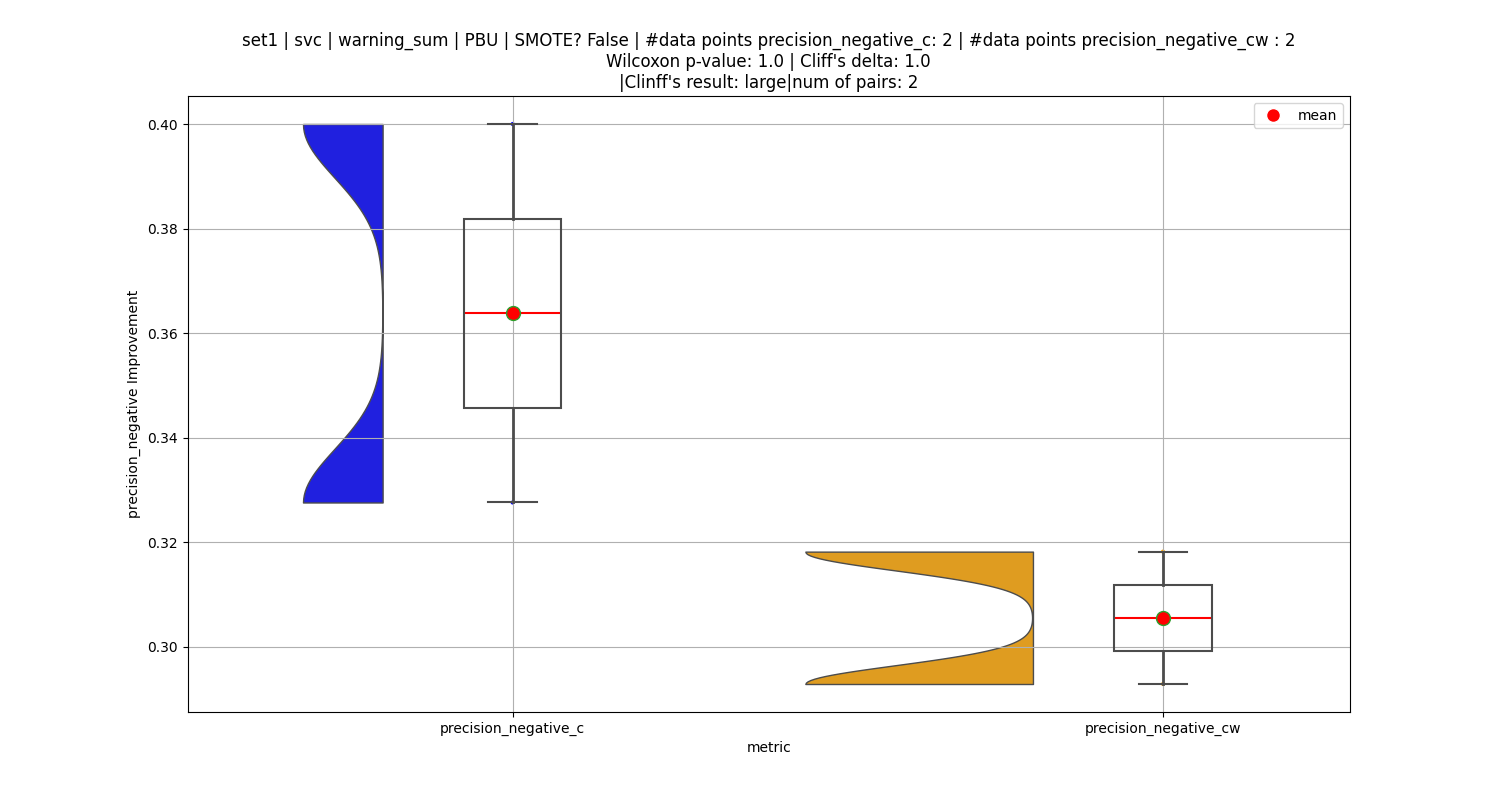 set1 | svc | warning_sum | PBU | SMOTE? False | #data points precision_negative_c: 2 | #data points precision_negative_cw : 2
Wilcoxon p-value: 1.0 | Cliff's delta: 1.0
|Clinff's result: large|num of pairs: 2
mean
0.40
0.38
0.36
0.34
0.32
0.30
precision_negative Improvement
precision_negative_c
precision_negative_cw
metric